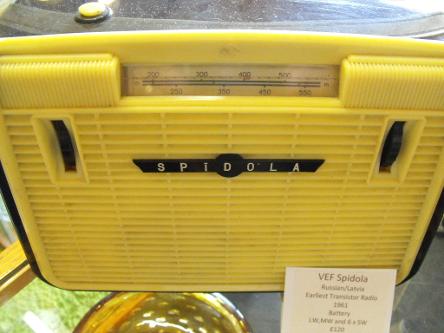 200 300 400 500
250 350 450 550
SPīDOLA
VEF Spidola
Russian/Latvia
Earliest Transistor Radio
1961
Battery
LW,MW and 6 x SW
£120